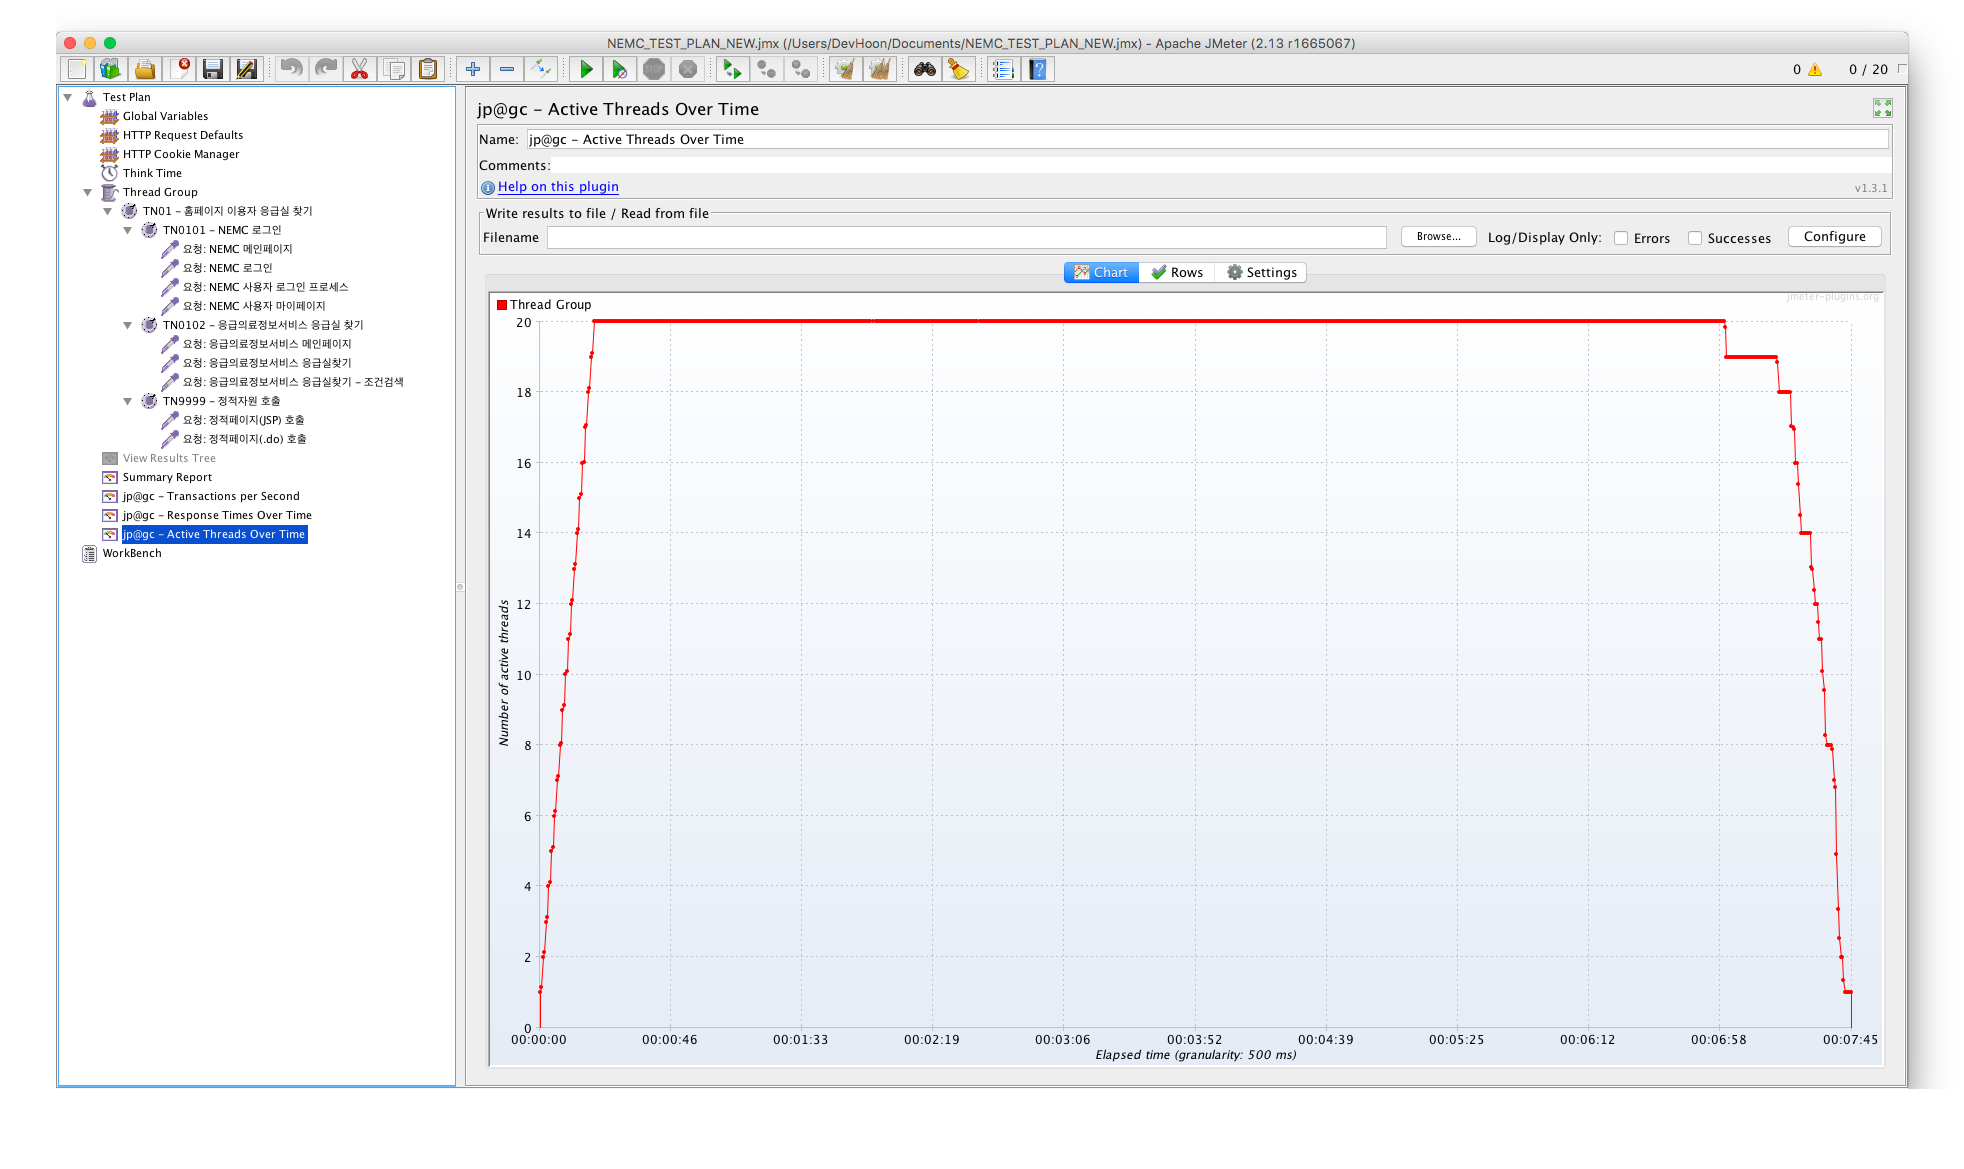 NEMC_TEST_PLAN_NEW.jmx (/Users/DevHoon/Documents/NEMC_TEST_PLAN_NEW.jmx) - Apache JMeter (2.13 r1665067)
0 0 / 20
Test Plan
Global Variables
HTTP Request Defaults
HTTP Cookie Manager
Think Time
Thread Group
TN01 - 홈페이지 이용자 응급실 찾기
TN0101 - NEMC 로그인
요청: NEMC 메인페이지
요청: NEMC 로그인
요청: NEMC 사용자 로그인 프로세스
요청: NEMC 사용자 마이페이지
TN0102 - 응급의료정보서비스 응급실 찾기
요청: 응급의료정보서비스 메인페이지
요청: 응급의료정보서비스 응급실찾기
요청: 응급의료정보서비스 응급실찾기 - 조건검색
TN9999 - 정적자원 호출
요청: 정적페이지(JSP) 호출
요청: 정적페이지(.do) 호출
View Results Tree
Summary Report
jp@gc - Transactions per Second
jp@gc - Response Times Over Time
jp@gc - Active Threads Over Time
WorkBench
jp@gc - Active Threads Over Time
Name: jp@gc - Active Threads Over Time
Comments:
Help on this plugin v1.3.1
Write results to file / Read from file
Filename Browse... Log/Display Only: Errors Successes Configure
Chart Rows Settings
jmeter-plugins.org
Thread Group
20
18
16
14
12
10
8
6
4
2
0
Number of active threads
00:00:00 00:00:46 00:01:33 00:02:19 00:03:06 00:03:52 00:04:39 00:05:25 00:06:12 00:06:58 00:07:45
Elapsed time (granularity: 500 ms)